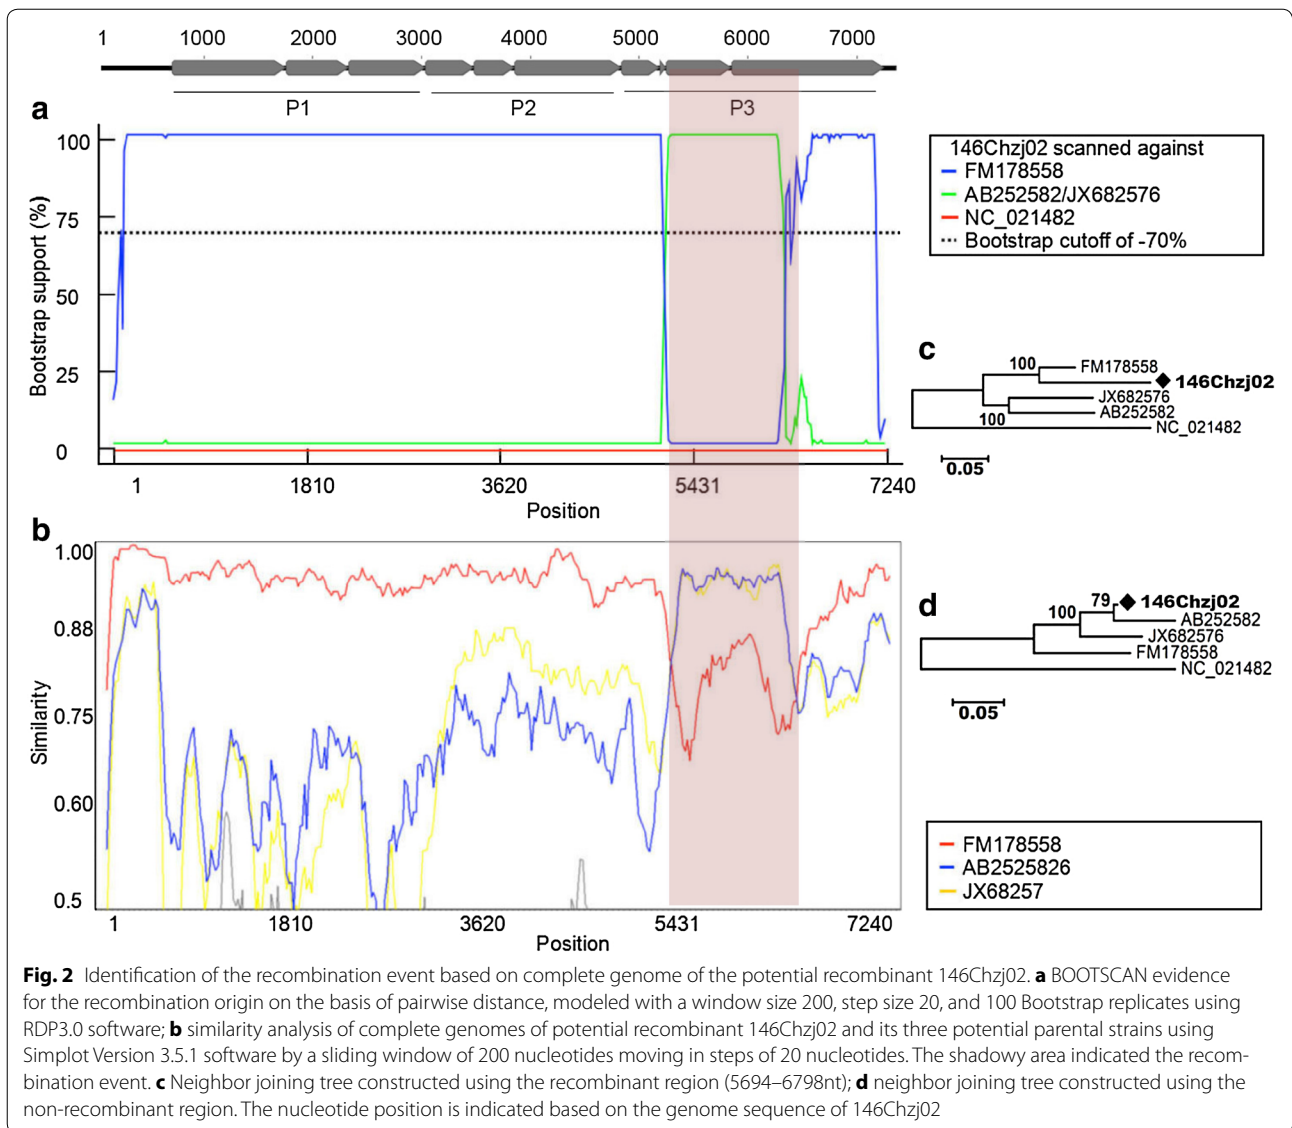 1 1000 2000 3000 4000 5000 6000 7000
P1 P2 P3
a
100
75
50
25
0
Bootstrap support (%)
1 1810 3620 5431 7240
Position
146Chzj02 scanned against
FM178558
AB252582/JX682576
NC_021482
Bootstrap cutoff of -70%
c
100
FM178558
146Chzj02
JX682576
100
AB252582
NC_021482
0.05
b
1.00
0.88
0.75
0.60
0.5
Similarity
1 1810 3620 5431 7240
Position
d
79
146Chzj02
100
AB252582
JX682576
FM178558
NC_021482
0.05
FM178558
AB2525826
JX68257
Fig. 2 Identification of the recombination event based on complete genome of the potential recombinant 146Chzj02. a BOOTSCAN evidence
for the recombination origin on the basis of pairwise distance, modeled with a window size 200, step size 20, and 100 Bootstrap replicates using
RDP3.0 software; b similarity analysis of complete genomes of potential recombinant 146Chzj02 and its three potential parental strains using
Simplot Version 3.5.1 software by a sliding window of 200 nucleotides moving in steps of 20 nucleotides. The shadowy area indicated the recom-
bination event. c Neighbor joining tree constructed using the recombinant region (5694–6798nt); d neighbor joining tree constructed using the
non-recombinant region. The nucleotide position is indicated based on the genome sequence of 146Chzj02